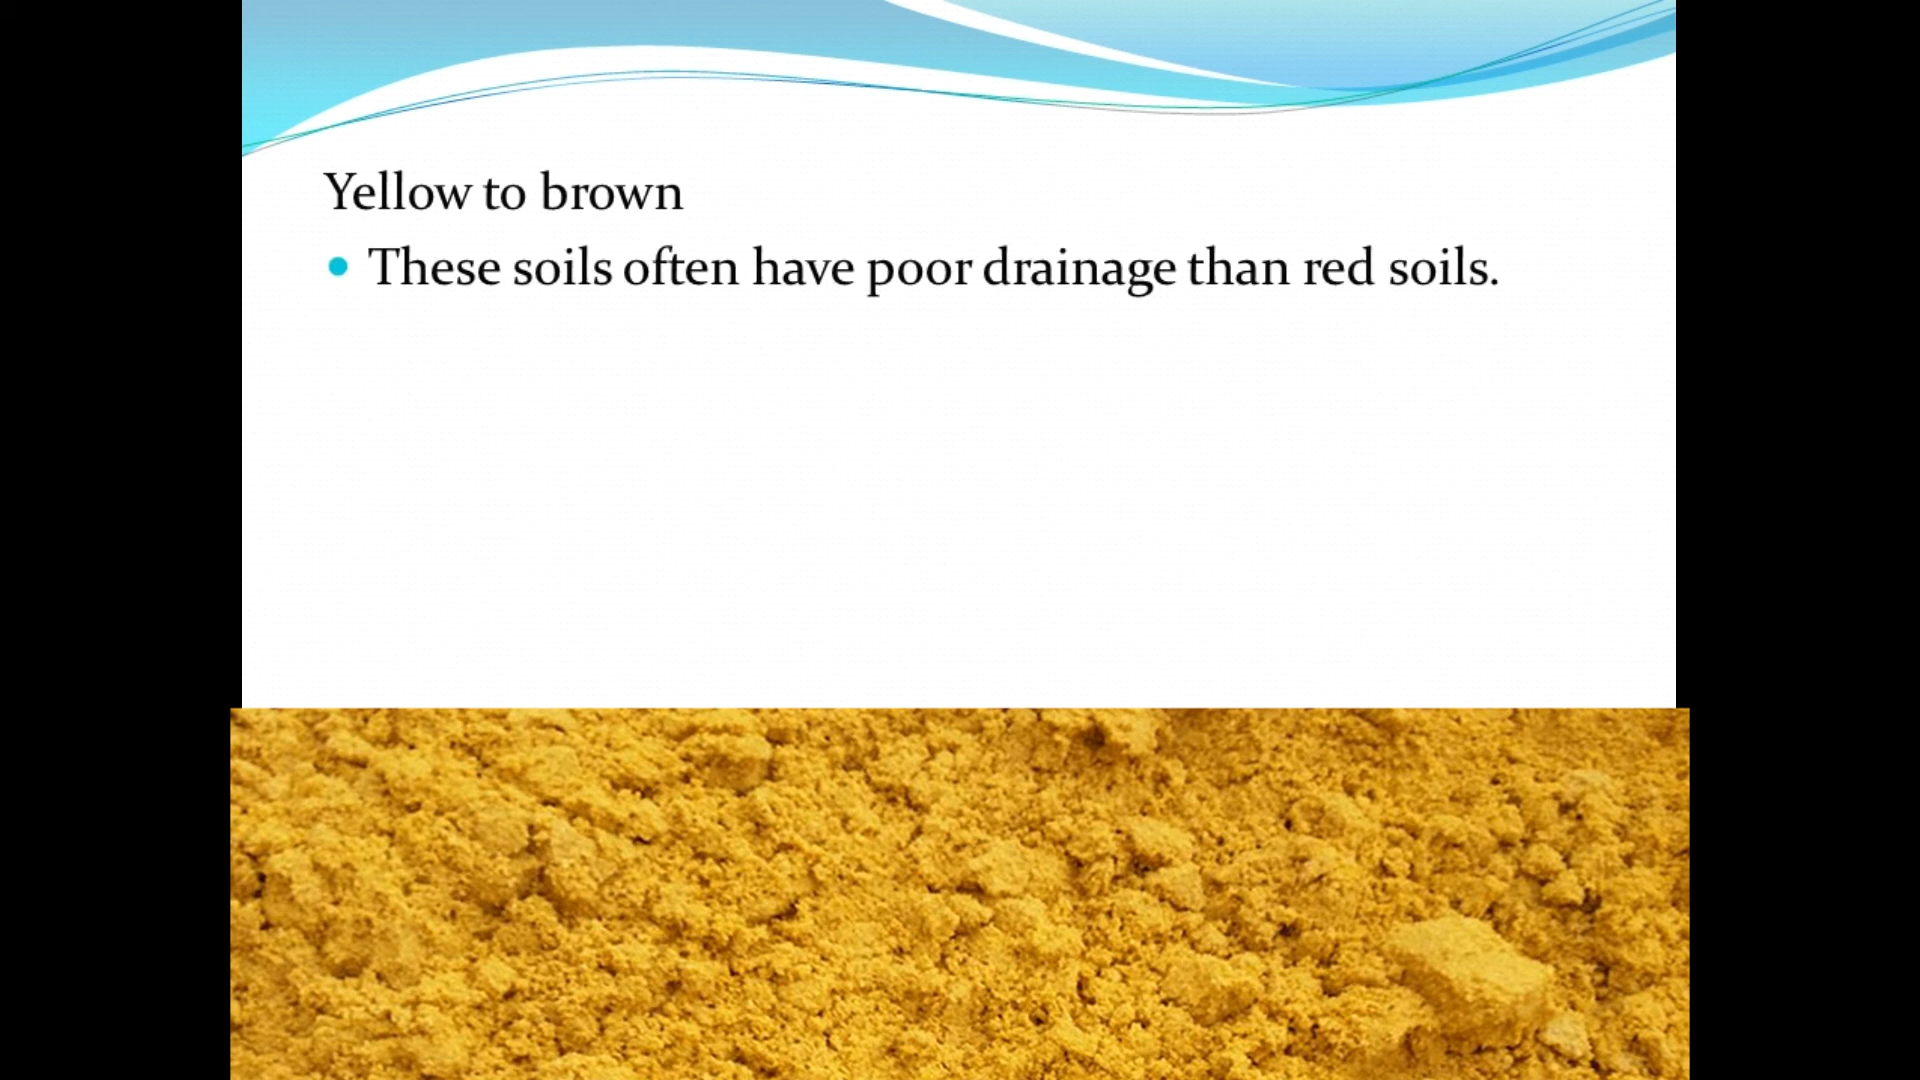 Yellow to brown
• These soils often have poor drainage than red soils.